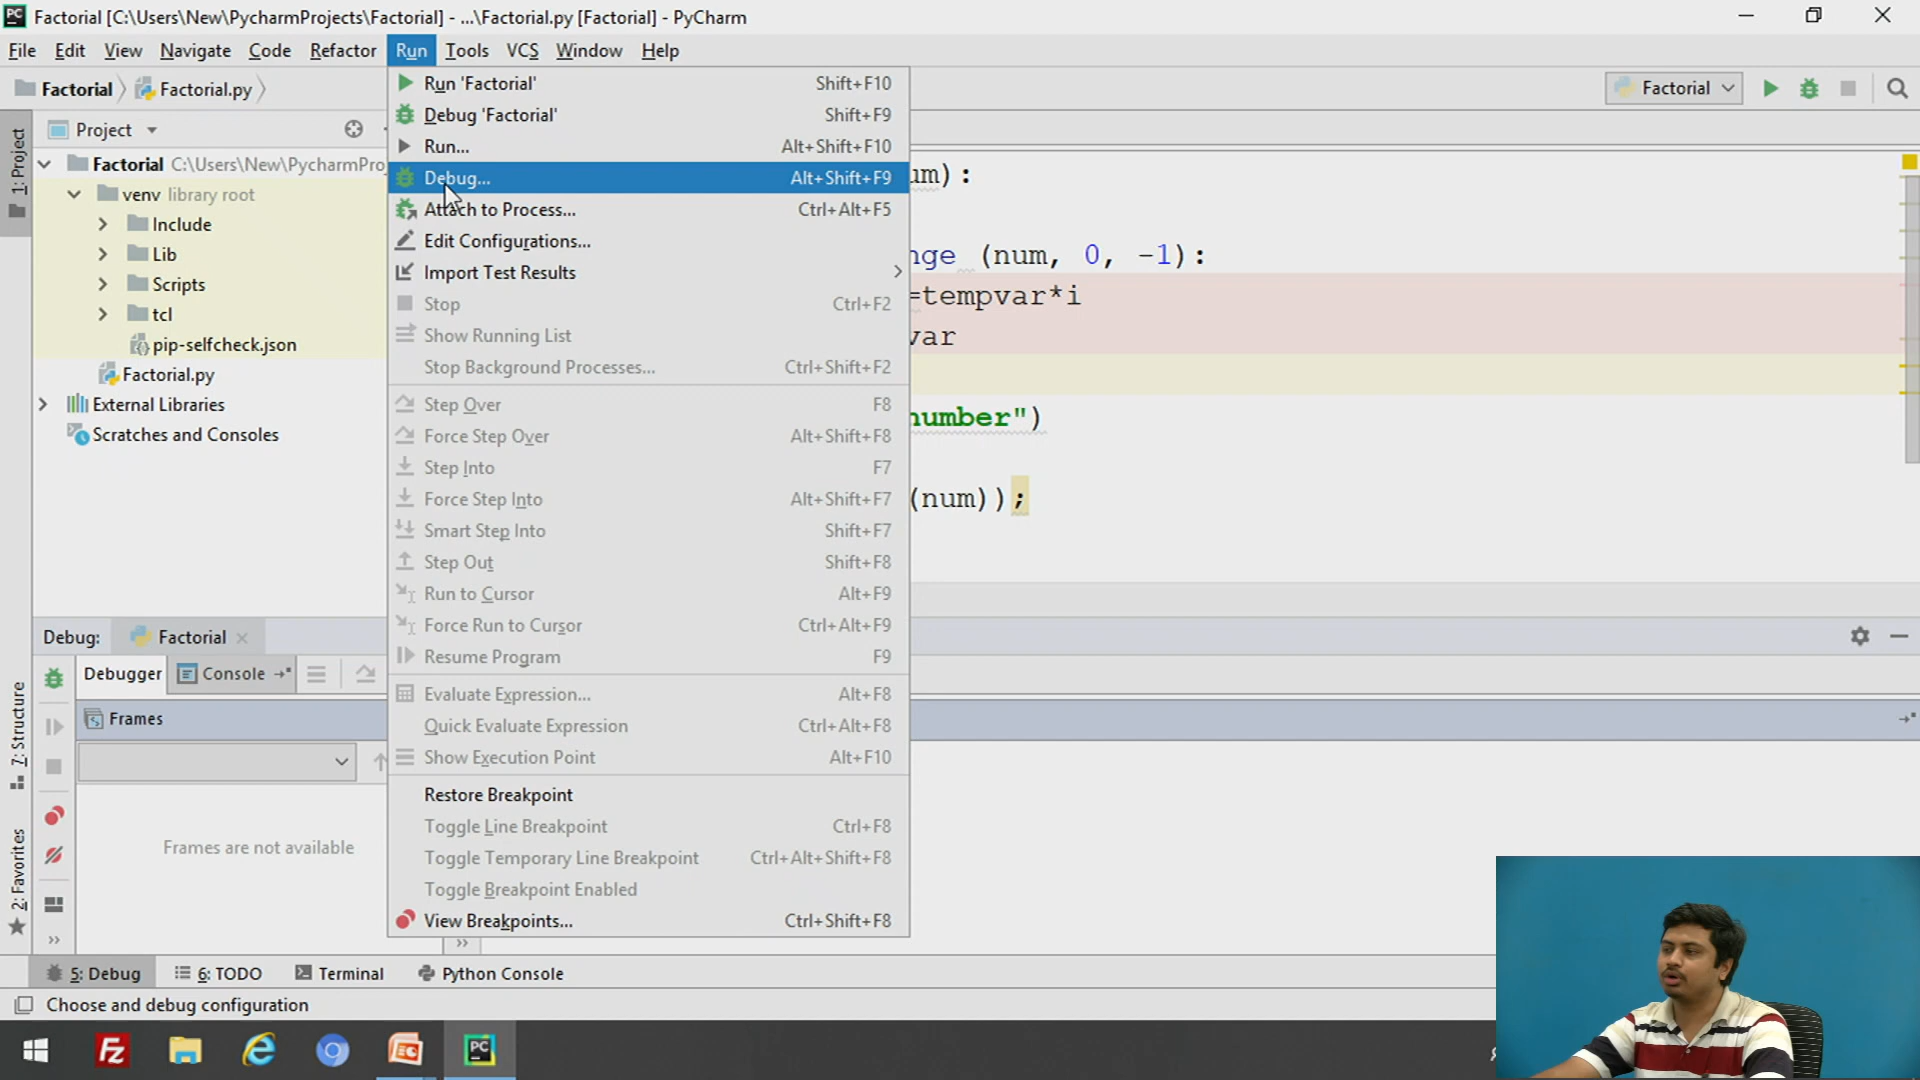 Factorial [C:\Users\New\PycharmProjects\Factorial] - ...\Factorial.py [Factorial] - PyCharm
File Edit View Navigate Code Refactor Run Tools VCS Window Help
Factorial Factorial.py
Factorial
Project
1: Project
Factorial C:\Users\New\PycharmProj
venv library root
Include
Lib
Scripts
tcl
pip-selfcheck.json
Factorial.py
External Libraries
Scratches and Consoles
Run 'Factorial' Shift+F10
Debug 'Factorial' Shift+F9
Run... Alt+Shift+F10
Debug... Alt+Shift+F9
Attach to Process... Ctrl+Alt+F5
Edit Configurations...
Import Test Results
Stop Ctrl+F2
Show Running List
Stop Background Processes... Ctrl+Shift+F2
Step Over F8
Force Step Over Alt+Shift+F8
Step Into F7
Force Step Into Alt+Shift+F7
Smart Step Into Shift+F7
Step Out Shift+F8
Run to Cursor Alt+F9
Force Run to Cursor Ctrl+Alt+F9
Resume Program F9
Evaluate Expression... Alt+F8
Quick Evaluate Expression Ctrl+Alt+F8
Show Execution Point Alt+F10
Restore Breakpoint
Toggle Line Breakpoint Ctrl+F8
Toggle Temporary Line Breakpoint Ctrl+Alt+Shift+F8
Toggle Breakpoint Enabled
View Breakpoints... Ctrl+Shift+F8
um):
nge (num, 0, -1):
=tempvar*i
var
number")
(num));
Debug: Factorial
Debugger Console
Frames
Frames are not available
7: Structure
2: Favorites
5: Debug 6: TODO Terminal Python Console
Choose and debug configuration